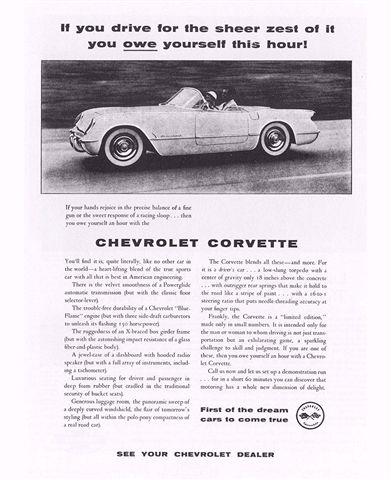 If you drive for the sheer zest of it
you owe yourself this hour!
If your hands rejoice in the precise balance of a fine
gun or the sweet response of a racing sloop . . . then
you owe yourself an hour with the
CHEVROLET CORVETTE
You'll find it is, quite literally, like no other car in
the world—a heart-lifting blend of the true sports
car with all that is best in American engineering.
There is the velvet smoothness of a Powerglide
automatic transmission (but with the classic floor
selector-lever).
The trouble-free durability of a Chevrolet "Blue-
Flame" engine (but with three side-draft carburetors
to unleash its flashing 150 horsepower).
The ruggedness of an X-braced box girder frame
(but with the astonishing impact resistance of a glass
fiber-and-plastic body).
A jewel-case of a dashboard with hooded radio
speaker (but with a full array of instruments, includ-
ing a tachometer).
Luxurious seating for driver and passenger in
deep foam rubber (but cradled in the traditional
security of bucket seats).
Generous luggage room, the panoramic sweep of
a deeply curved windshield, the flair of tomorrow's
styling (but all within the polo-pony compactness of
a real road car).
The Corvette blends all these—and more. For
it is a driver's car . . . a low-slung torpedo with a
center of gravity only 18 inches above the concrete
. . . with outrigger rear springs that make it hold to
the road like a stripe of paint . . . with a 16-to-1
steering ratio that puts needle-threading accuracy at
your finger tips.
Frankly, the Corvette is a "limited edition,"
made only in small numbers. It is intended only for
the man or woman to whom driving is not just trans-
portation but an exhilarating game, a sparkling
challenge to skill and judgment. If you are one of
these, then you owe yourself an hour with a Chevro-
let Corvette.
Call us now and let us set up a demonstration run
. . . for in a short 60 minutes you can discover that
motoring has a whole new dimension of delight.
First of the dream
cars to come true
SEE YOUR CHEVROLET DEALER